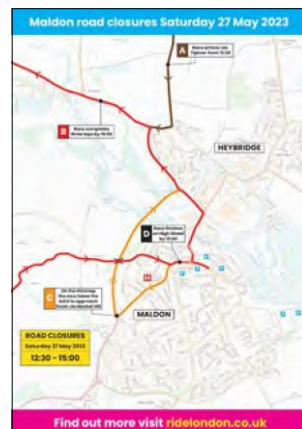 Maldon road closures Saturday 27 May 2023
A
Race arrives via
Tiptree from 12:30
B
Race completes
three laps by 15:00
HEYBRIDGE
D
Race finishes
on High Street
by 15:00
C
On the third lap
the race takes the
A414 to approach
finish via Market Hill
MALDON
ROAD CLOSURES
Saturday 27 May 2023
12:30 - 15:00
Find out more visit ridelondon.co.uk